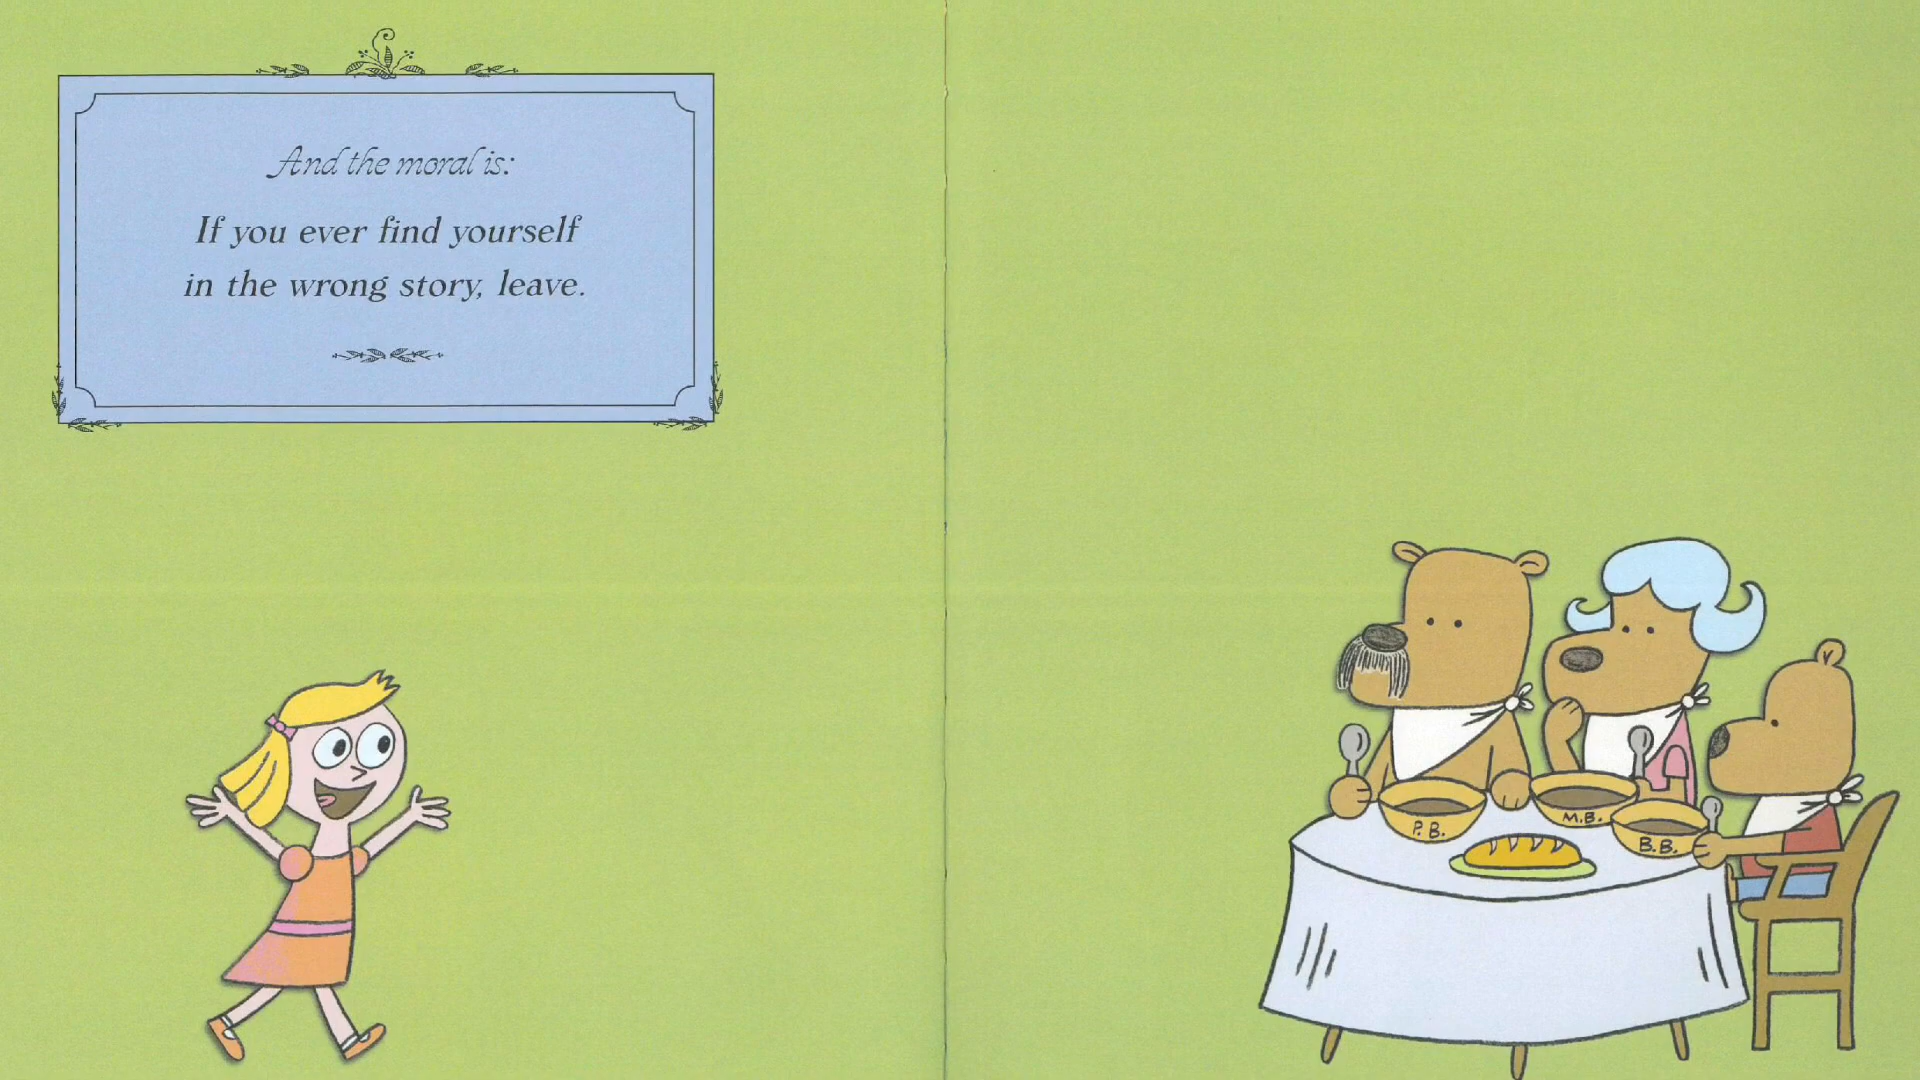 And the moral is:
If you ever find yourself
in the wrong story, leave.
P. B.
M.B.
B.B.